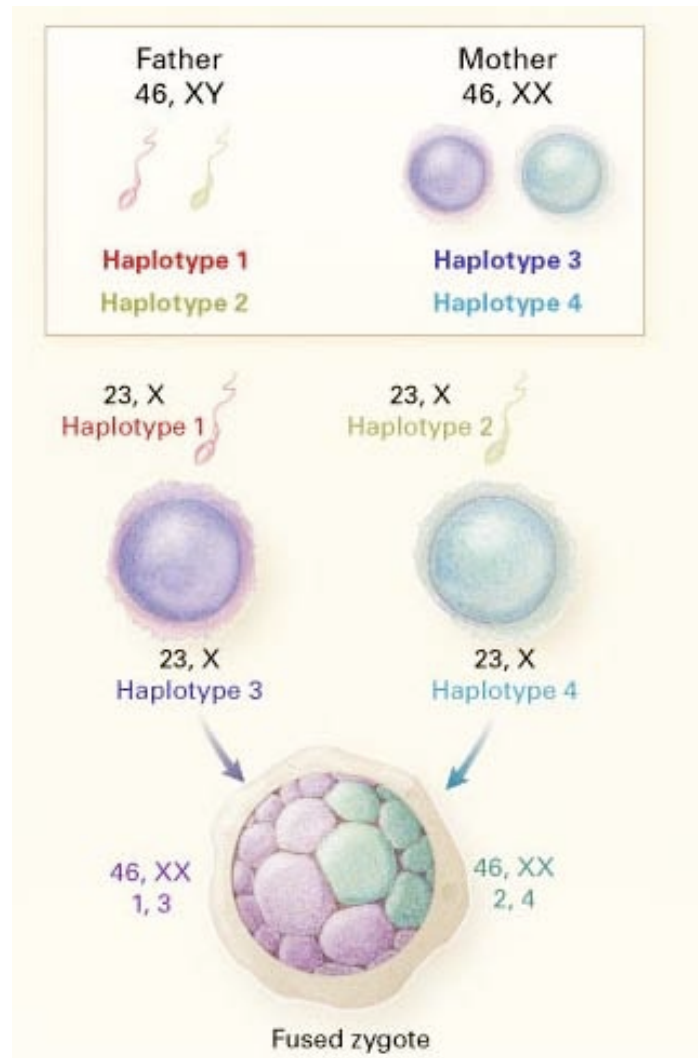 Father
46, XY
Mother
46, XX
Haplotype 1
Haplotype 2
Haplotype 3
Haplotype 4
23, X
Haplotype 1
23, X
Haplotype 2
23, X
Haplotype 3
23, X
Haplotype 4
46, XX
1, 3
46, XX
2, 4
Fused zygote